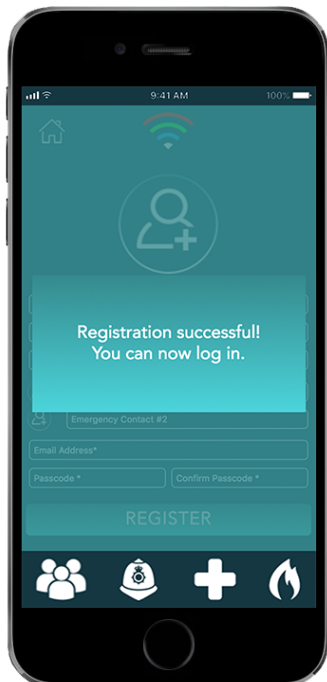 9:41 AM
100%
Registration successful!
You can now log in.
Emergency Contact #2
Email Address*
Passcode *
Confirm Passcode *
REGISTER